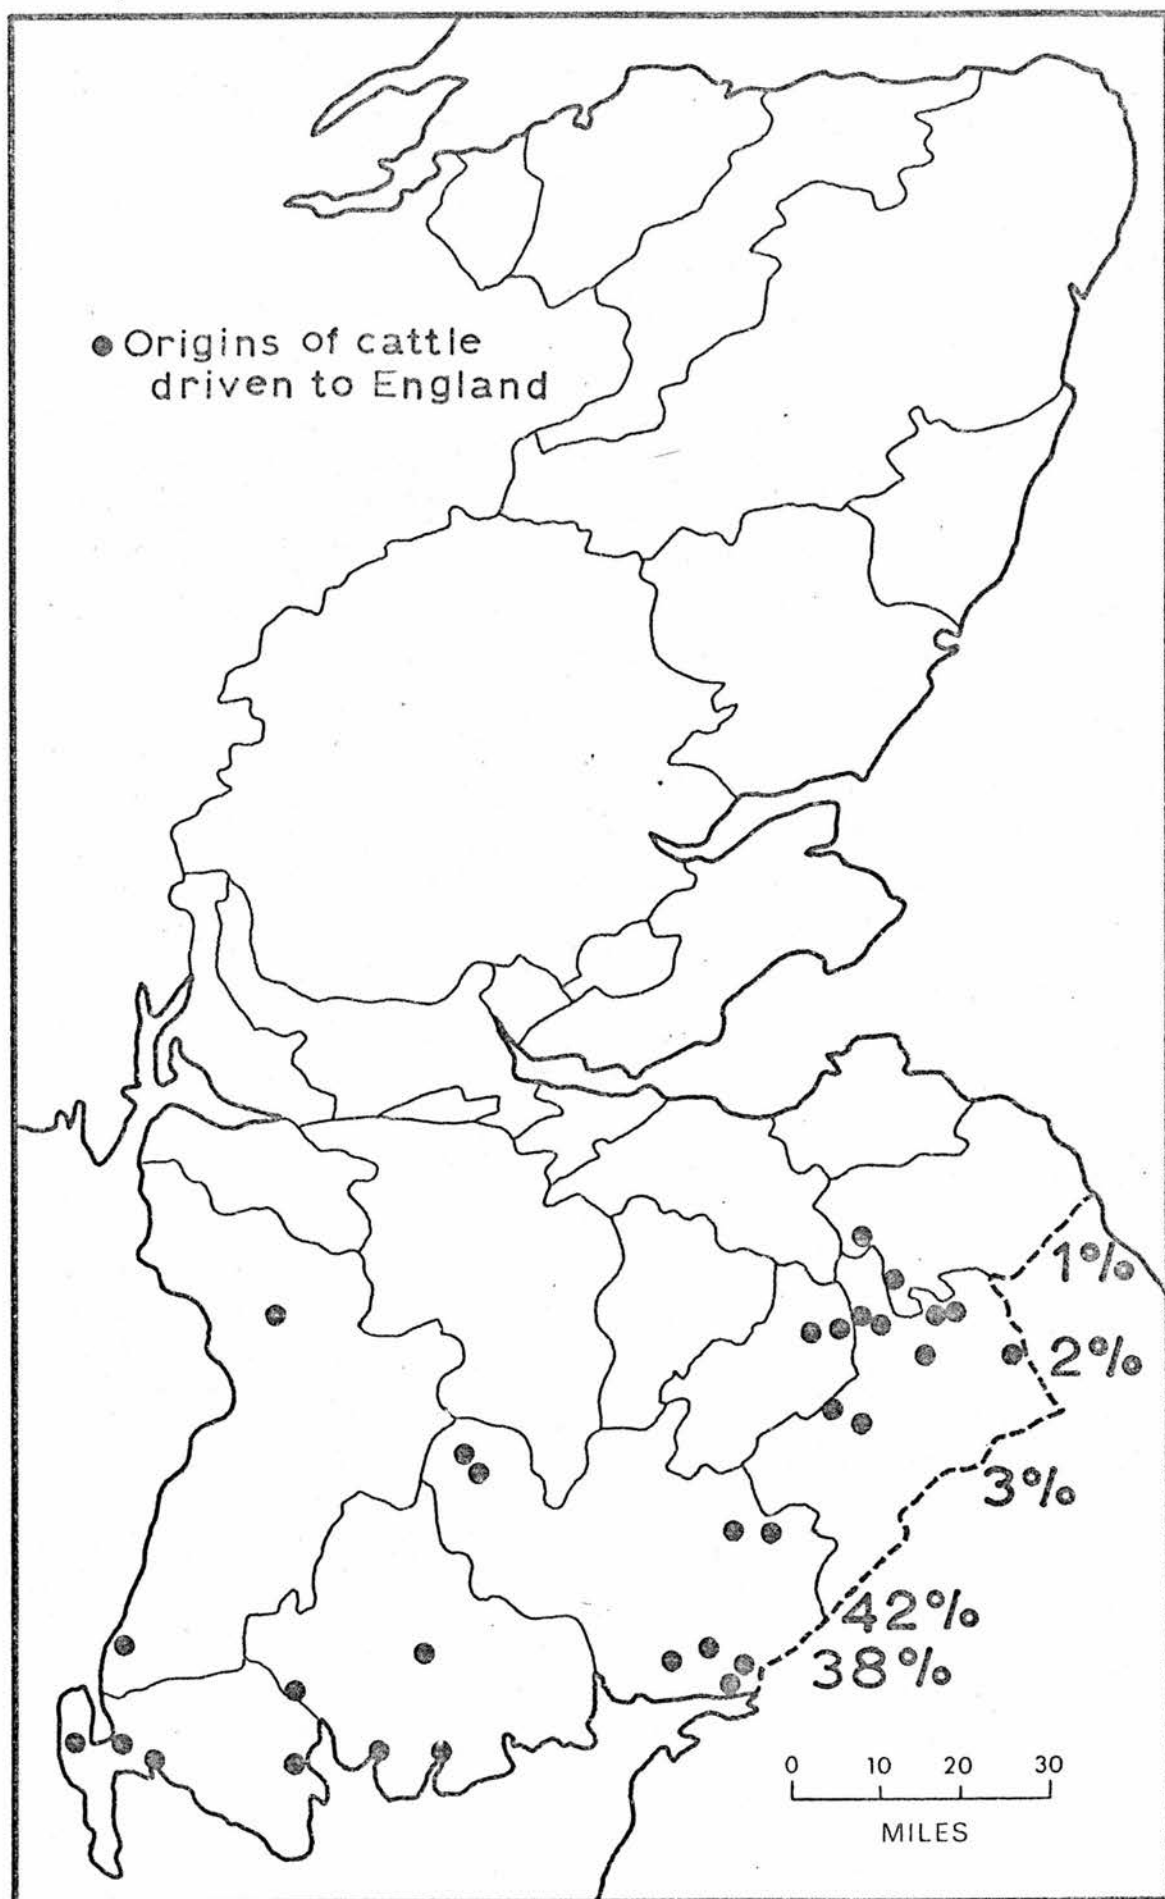 Origins of cattle
driven to England
1%
2%
3%
42%
38%
0 10 20 30
MILES